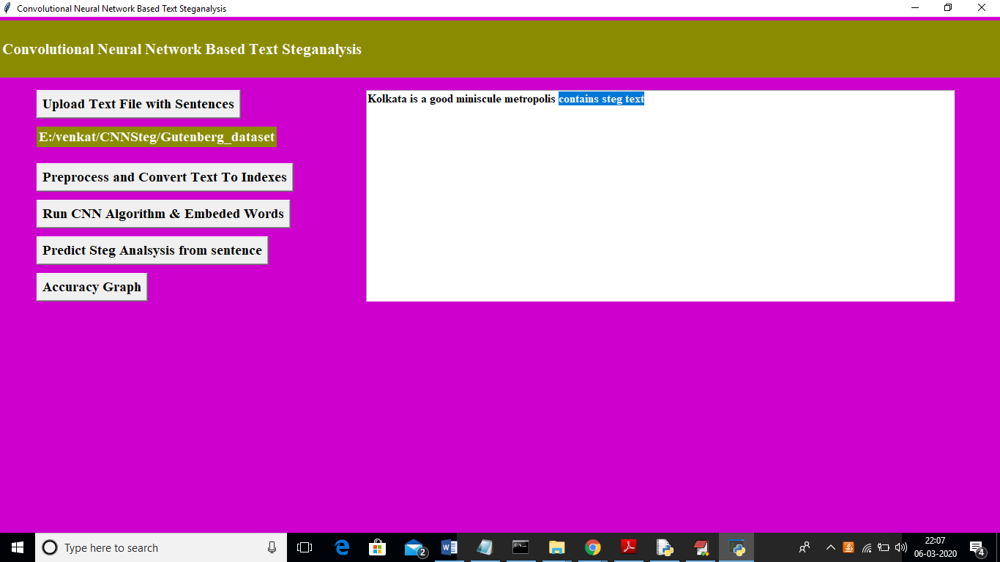 Convolutional Neural Network Based Text Steganalysis
Convolutional Neural Network Based Text Steganalysis
Upload Text File with Sentences
E:/venkat/CNNSteg/Gutenberg_dataset
Preprocess and Convert Text To Indexes
Run CNN Algorithm & Embeded Words
Predict Steg Analsysis from sentence
Accuracy Graph
Kolkata is a good miniscule metropolis contains steg text
Type here to search
2
22:07
06-03-2020
4